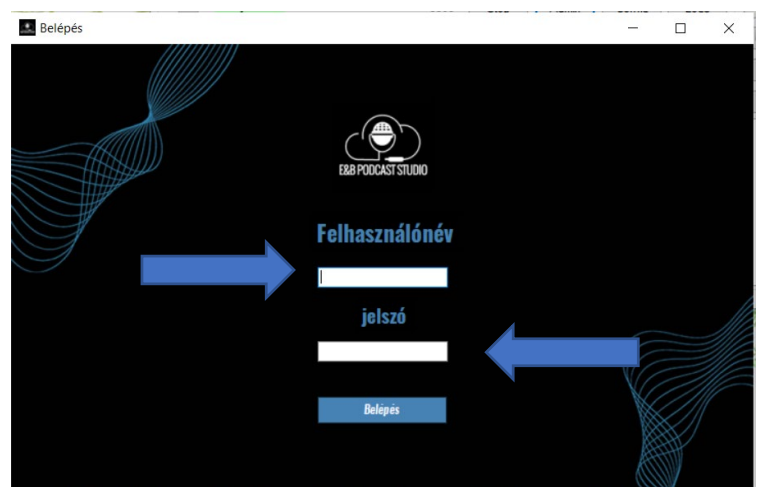 Belépés
E&B PODCAST STUDIO
Felhasználónév
jelszó
Belépés